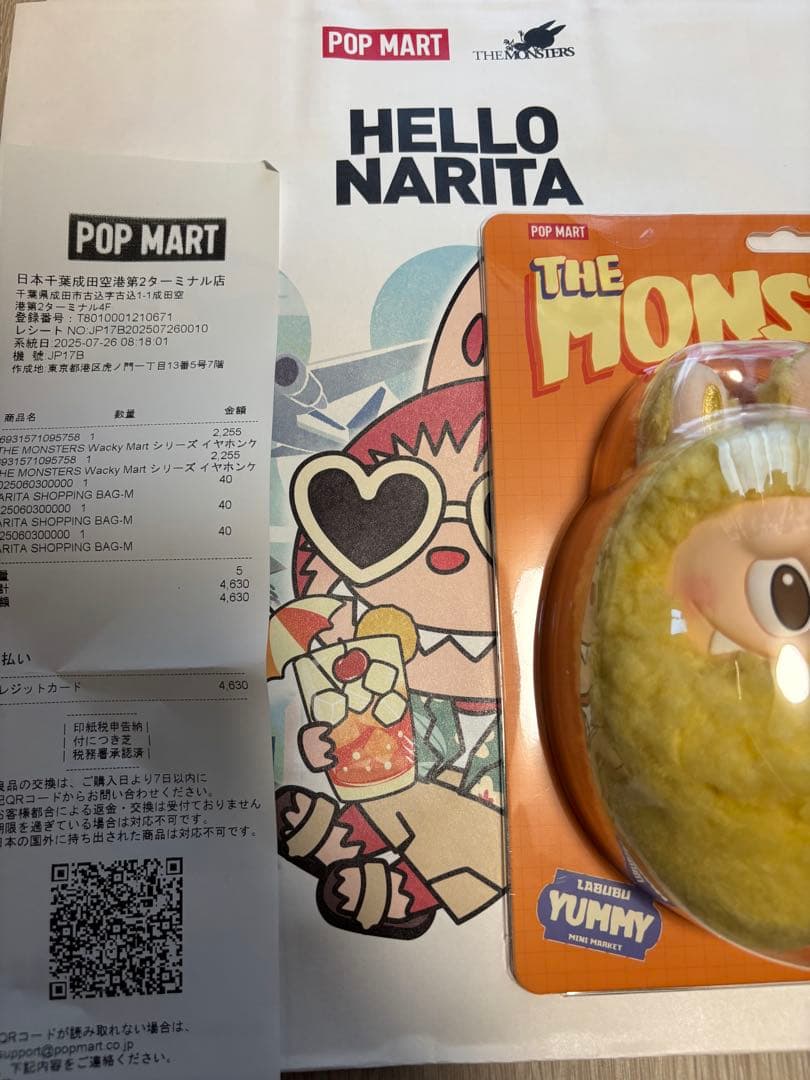 POP MART
THE MONSTERS
HELLO
NARITA
POP MART
日本千葉成田空港第2ターミナル店
千葉県成田市古込字古込1-1成田空
港第2ターミナル4F
登録番号:T8010001210671
レシートNO:JP17B202507260010
系統日:2025-07-26 08:18:01
機 號:JP17B
作成地:東京都港区虎ノ門一丁目13番5号7階
商品名 数量 金額
6931571095758 1 2,255
THE MONSTERS Wacky Mart シリーズ イヤホンケ
6931571095758 1 2,255
HE MONSTERS Wacky Mart シリーズ イヤホンケ
025060300000 1 40
ARITA SHOPPING BAG-M
25060300000 1 40
ARITA SHOPPING BAG-M
25060300000 1 40
ARITA SHOPPING BAG-M
量 5
計 4,630
額 4,630
払い
レジットカード 4,630
印紙税申告納
付につき芝
税務署承認済
良品の交換は、ご購入日より7日以内に
記QRコードからお問い合わせください。
お客様都合による返金・交換は受付ておりません
期限を過ぎている場合は対応不可です。
日本の国外に持ち出された商品は対応不可です。
QRコードが読み取れない場合は、
support@popmart.co.jp
下記内容をご連絡ください。
POP MART
THE
MONS
LABUBU
YUMMY
MINI MARKET